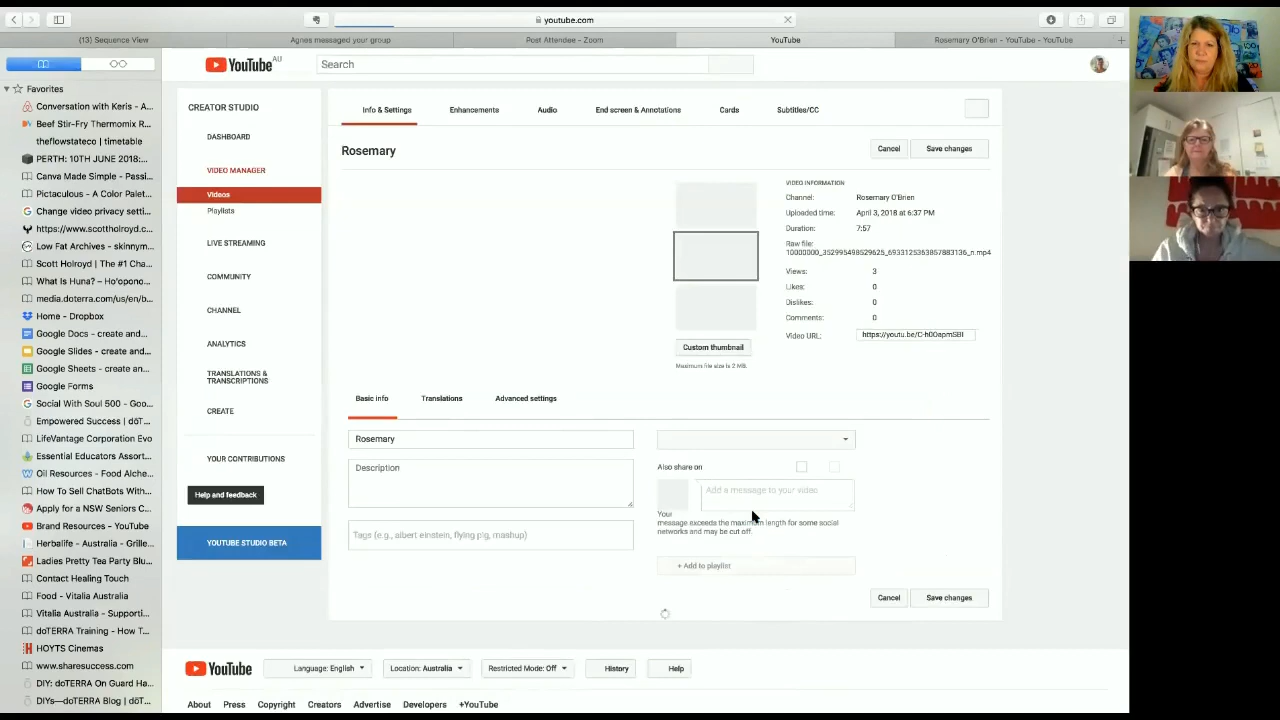 youtube.com
(13) Sequence View
Agnes messaged your group
Post Attendee - Zoom
YouTube
Rosemary O'Brien - YouTube - YouTube
Favorites
Conversation with Keris - A...
Beef Stir-Fry Thermomix R...
theflowstateco | timetable
PERTH: 10TH JUNE 2018:...
Canva Made Simple - Passi...
Pictaculous - A Color Palet...
Change video privacy setti...
https://www.scottholroyd.c...
Low Fat Archives - skinnym...
Scott Holroyd | The #1 Cha...
What Is Huna? – Ho'opono...
media.doterra.com/us/en/b...
Home - Dropbox
Google Docs - create and...
Google Slides - create and...
Google Sheets - create an...
Google Forms
Social With Soul 500 - Goo...
Empowered Success | dōT...
LifeVantage Corporation Evo
Essential Educators Assort...
Oil Resources - Food Alche...
How To Sell ChatBots With...
Apply for a NSW Seniors C...
Brand Resources - YouTube
Herbalife - Australia - Grille...
Ladies Pretty Tea Party Blu...
Contact Healing Touch
Food - Vitalia Australia
Vitalia Australia - Supporti...
doTERRA Training - How T...
HOYTS Cinemas
www.sharesuccess.com
DIY: doTERRA On Guard Ha...
DIYs—doTERRA Blog | dōT...
YouTube AU
Search
CREATOR STUDIO
DASHBOARD
VIDEO MANAGER
Videos
Playlists
LIVE STREAMING
COMMUNITY
CHANNEL
ANALYTICS
TRANSLATIONS &
TRANSCRIPTIONS
CREATE
YOUR CONTRIBUTIONS
Help and feedback
YOUTUBE STUDIO BETA
Info & Settings
Enhancements
Audio
End screen & Annotations
Cards
Subtitles/CC
Rosemary
Cancel
Save changes
VIDEO INFORMATION
Channel: Rosemary O'Brien
Uploaded time: April 3, 2018 at 6:37 PM
Duration: 7:57
Raw file:
10000000_352995498529625_6933125363857883136_n.mp4
Views: 3
Likes: 0
Dislikes: 0
Comments: 0
Video URL:
Custom thumbnail
Maximum file size is 2 MB.
Basic info
Translations
Advanced settings
Rosemary
Description
Tags (e.g., albert einstein, flying pig, mashup)
Also share on
Add a message to your video
Your
message exceeds the maximum length for some social
networks and may be cut off.
+ Add to playlist
Cancel
Save changes
YouTube
Language: English
Location: Australia
Restricted Mode: Off
History
Help
About
Press
Copyright
Creators
Advertise
Developers
+YouTube